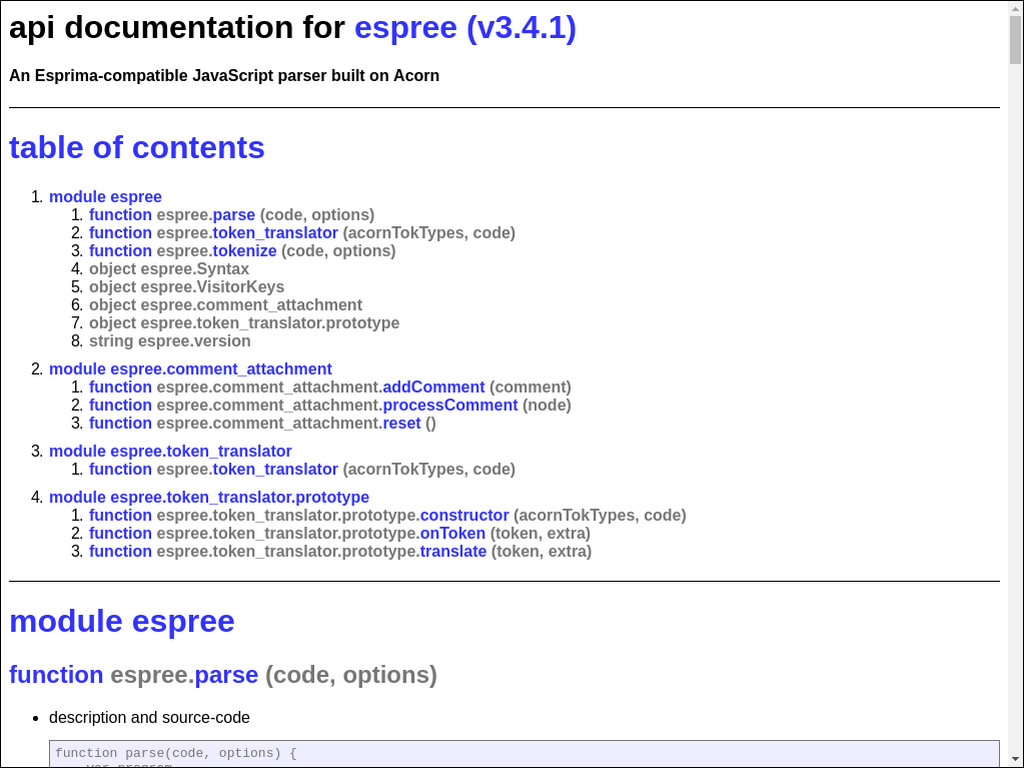 api documentation for espree (v3.4.1)
An Esprima-compatible JavaScript parser built on Acorn
table of contents
1. module espree
1. function espree.parse (code, options)
2. function espree.token_translator (acornTokTypes, code)
3. function espree.tokenize (code, options)
4. object espree.Syntax
5. object espree.VisitorKeys
6. object espree.comment_attachment
7. object espree.token_translator.prototype
8. string espree.version
2. module espree.comment_attachment
1. function espree.comment_attachment.addComment (comment)
2. function espree.comment_attachment.processComment (node)
3. function espree.comment_attachment.reset ()
3. module espree.token_translator
1. function espree.token_translator (acornTokTypes, code)
4. module espree.token_translator.prototype
1. function espree.token_translator.prototype.constructor (acornTokTypes, code)
2. function espree.token_translator.prototype.onToken (token, extra)
3. function espree.token_translator.prototype.translate (token, extra)
module espree
function espree.parse (code, options)
• description and source-code
function parse(code, options) {
var program,